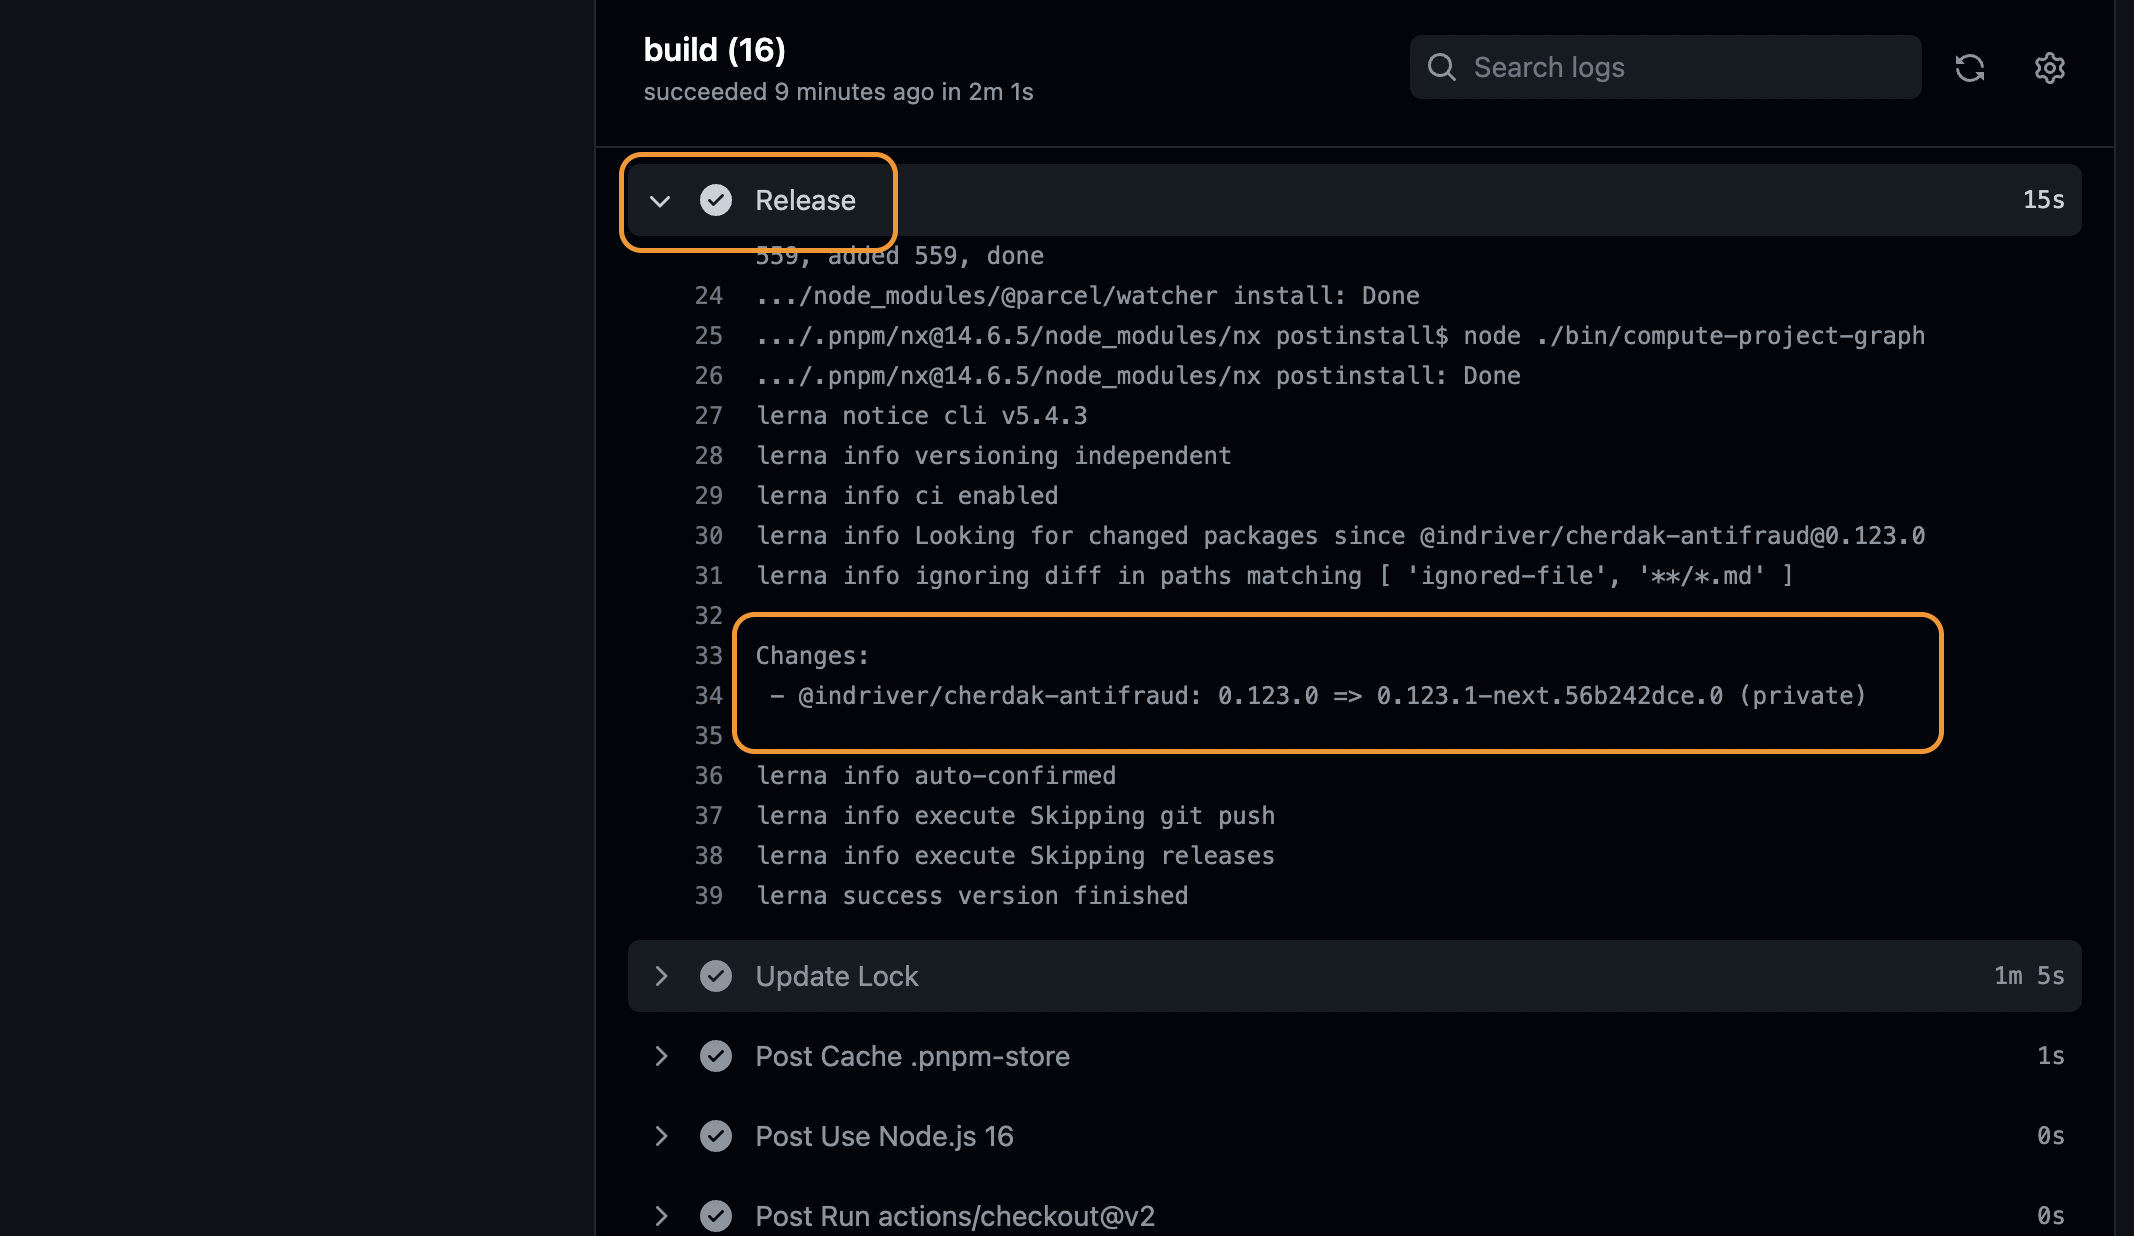 build (16)
succeeded 9 minutes ago in 2m 1s
Search logs
Release 15s
559, added 559, done
24 .../node_modules/@parcel/watcher install: Done
25 .../.pnpm/nx@14.6.5/node_modules/nx postinstall$ node ./bin/compute-project-graph
26 .../.pnpm/nx@14.6.5/node_modules/nx postinstall: Done
27 lerna notice cli v5.4.3
28 lerna info versioning independent
29 lerna info ci enabled
30 lerna info Looking for changed packages since @indriver/cherdak-antifraud@0.123.0
31 lerna info ignoring diff in paths matching [ 'ignored-file', '**/*.md' ]
32
33 Changes:
34 - @indriver/cherdak-antifraud: 0.123.0 => 0.123.1-next.56b242dce.0 (private)
35
36 lerna info auto-confirmed
37 lerna info execute Skipping git push
38 lerna info execute Skipping releases
39 lerna success version finished
Update Lock 1m 5s
Post Cache .pnpm-store 1s
Post Use Node.js 16 0s
Post Run actions/checkout@v2 0s